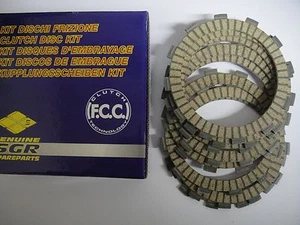 KIT DISCHI FRIZIONE
CLUTCH DISC KIT
KIT DISQUES D'EMBRAYAGE
KIT DISCOS DE EMBRAGUE
KUPPLUNGSSCHEIBEN KIT
CLUTCH
F.C.C.
TECHNOLOGY
GENUINE
SGR
SPAREPARTS